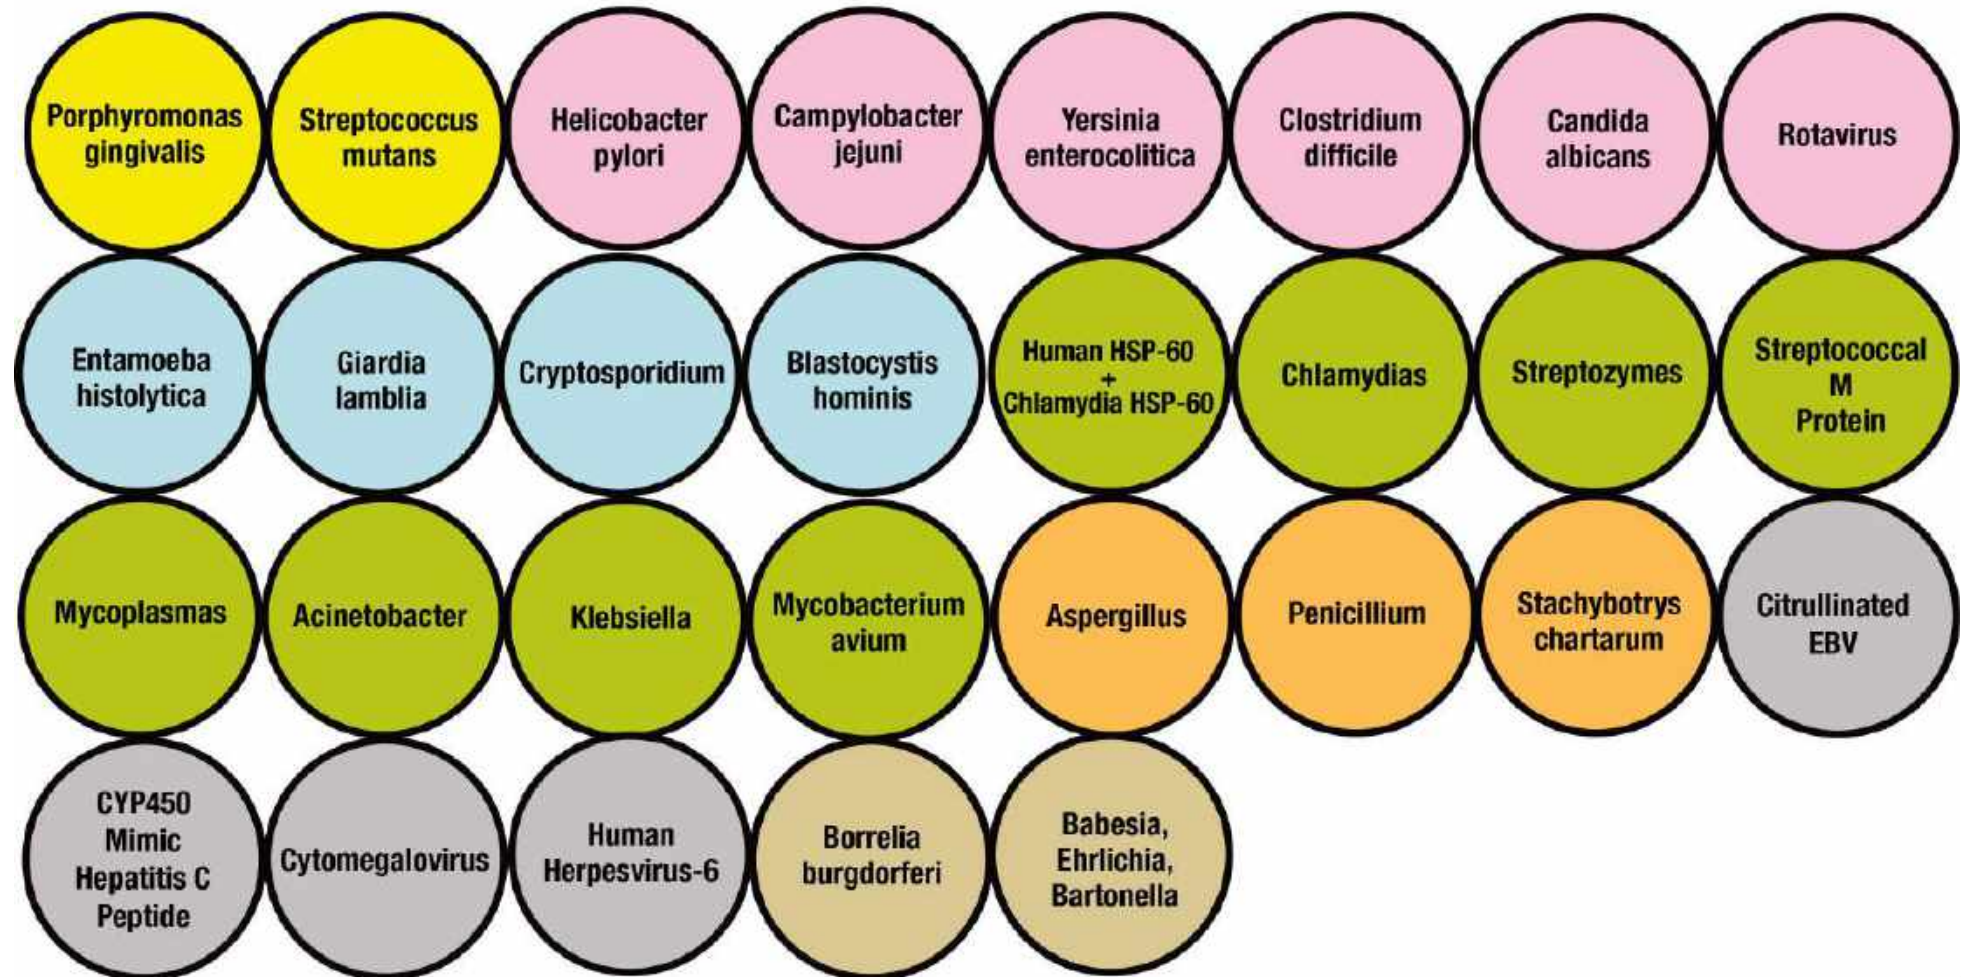 Porphyromonas
gingivalis
Streptococcus
mutans
Helicobacter
pylori
Campylobacter
jejuni
Yersinia
enterocolitica
Clostridium
difficile
Candida
albicans
Rotavirus
Entamoeba
histolytica
Giardia
lamblia
Cryptosporidium
Blastocystis
hominis
Human HSP-60
+
Chlamydia HSP-60
Chlamydias
Streptozymes
Streptococcal
M
Protein
Mycoplasmas
Acinetobacter
Klebsiella
Mycobacterium
avium
Aspergillus
Penicillium
Stachybotrys
chartarum
Citrullinated
EBV
CYP450
Mimic
Hepatitis C
Peptide
Cytomegalovirus
Human
Herpesvirus-6
Borrelia
burgdorferi
Babesia,
Ehrlichia,
Bartonella